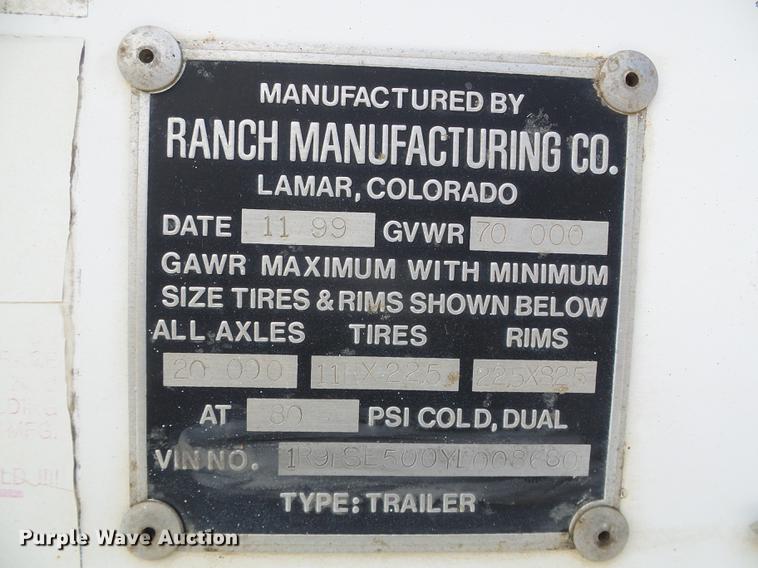 MANUFACTURED BY
RANCH MANUFACTURING CO.
LAMAR, COLORADO
DATE 11 99 GVWR 70 000
GAWR MAXIMUM WITH MINIMUM
SIZE TIRES & RIMS SHOWN BELOW
ALL AXLES TIRES RIMS
20 000 22.5X8.25
AT 80 PSI COLD, DUAL
VIN NO.
TYPE: TRAILER
Purple Wave Auction